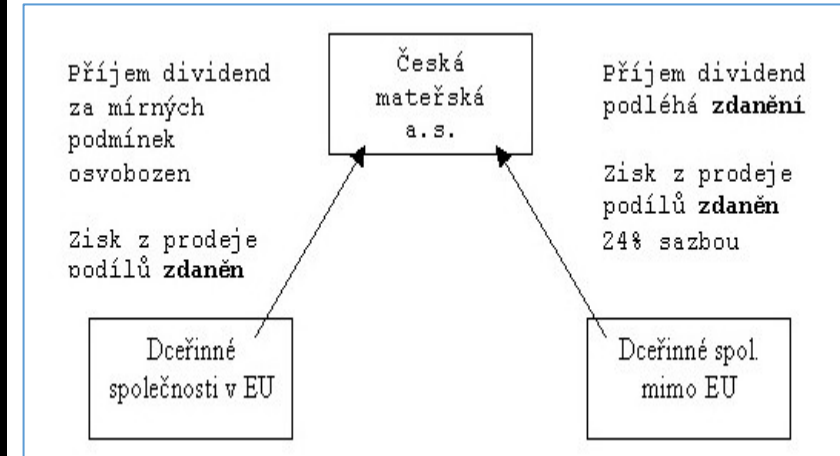 Příjem dividend
za mírných
podmínek
osvobozen
Zisk z prodeje
podílů zdaněn
Česká
mateřská
a.s.
Příjem dividend
podléhá zdanění
Zisk z prodeje
podílů zdaněn
24% sazbou
Dceřinné
společnosti v EU
Dceřinné spol.
mimo EU